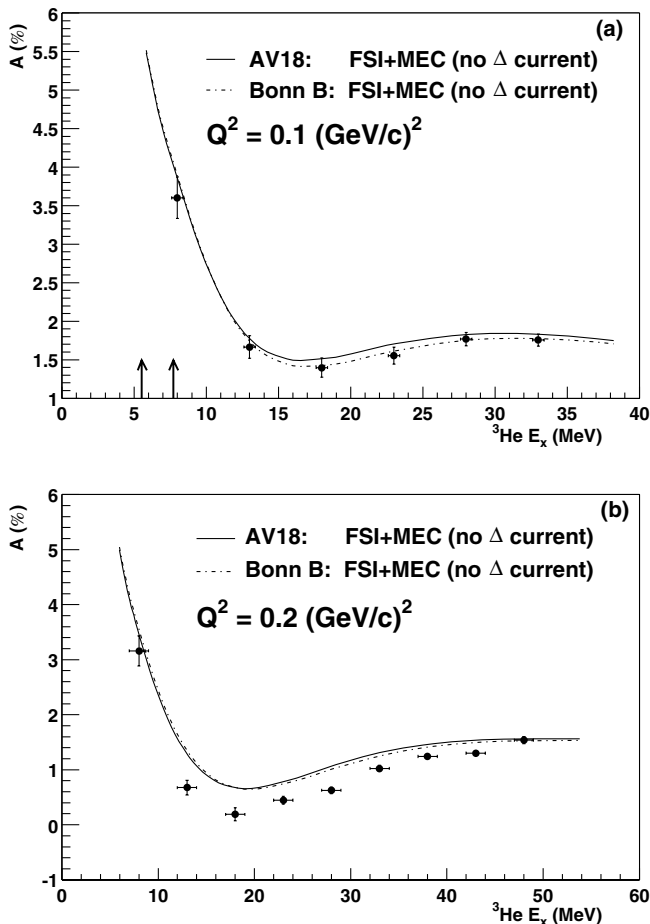 (a)
A (%)
AV18: FSI+MEC (no Δ current)
Bonn B: FSI+MEC (no Δ current)
Q² = 0.1 (GeV/c)²
6
5.5
5
4.5
4
3.5
3
2.5
2
1.5
1
0 5 10 15 20 25 30 35 40
³He Eₓ (MeV)
(b)
A (%)
AV18: FSI+MEC (no Δ current)
Bonn B: FSI+MEC (no Δ current)
Q² = 0.2 (GeV/c)²
6
5
4
3
2
1
0
-1
0 10 20 30 40 50 60
³He Eₓ (MeV)